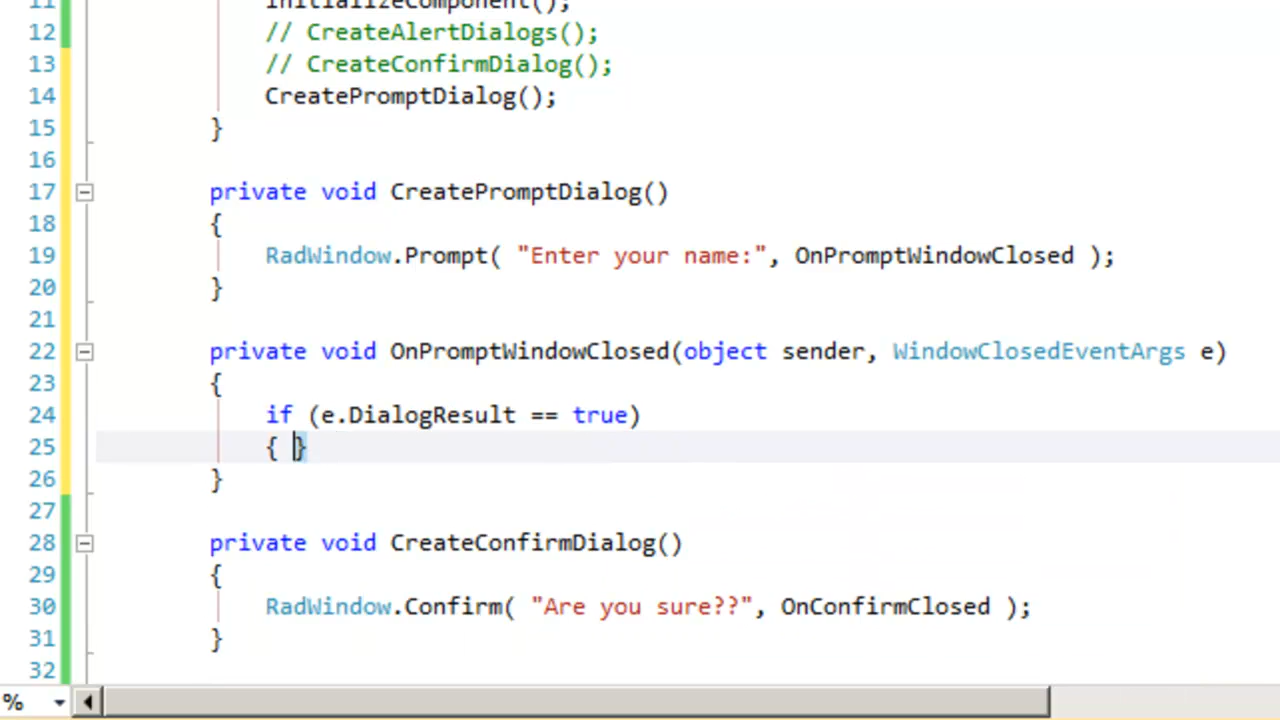 11 InitializeComponent();
12 // CreateAlertDialogs();
13 // CreateConfirmDialog();
14 CreatePromptDialog();
15 }
16
17 private void CreatePromptDialog()
18 {
19 RadWindow.Prompt( "Enter your name:", OnPromptWindowClosed );
20 }
21
22 private void OnPromptWindowClosed(object sender, WindowClosedEventArgs e)
23 {
24 if (e.DialogResult == true)
25 { }
26 }
27
28 private void CreateConfirmDialog()
29 {
30 RadWindow.Confirm( "Are you sure??", OnConfirmClosed );
31 }
32
%